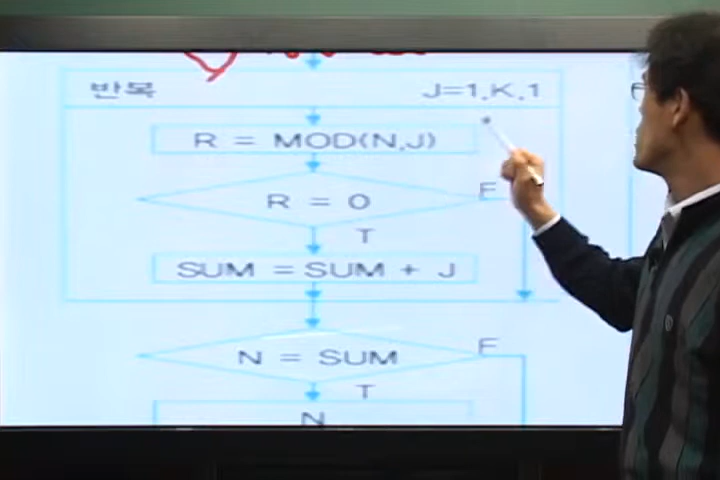 반복 J=1,K,1
R = MOD(N,J)
R = 0 F
T
SUM = SUM + J
N = SUM F
T
N